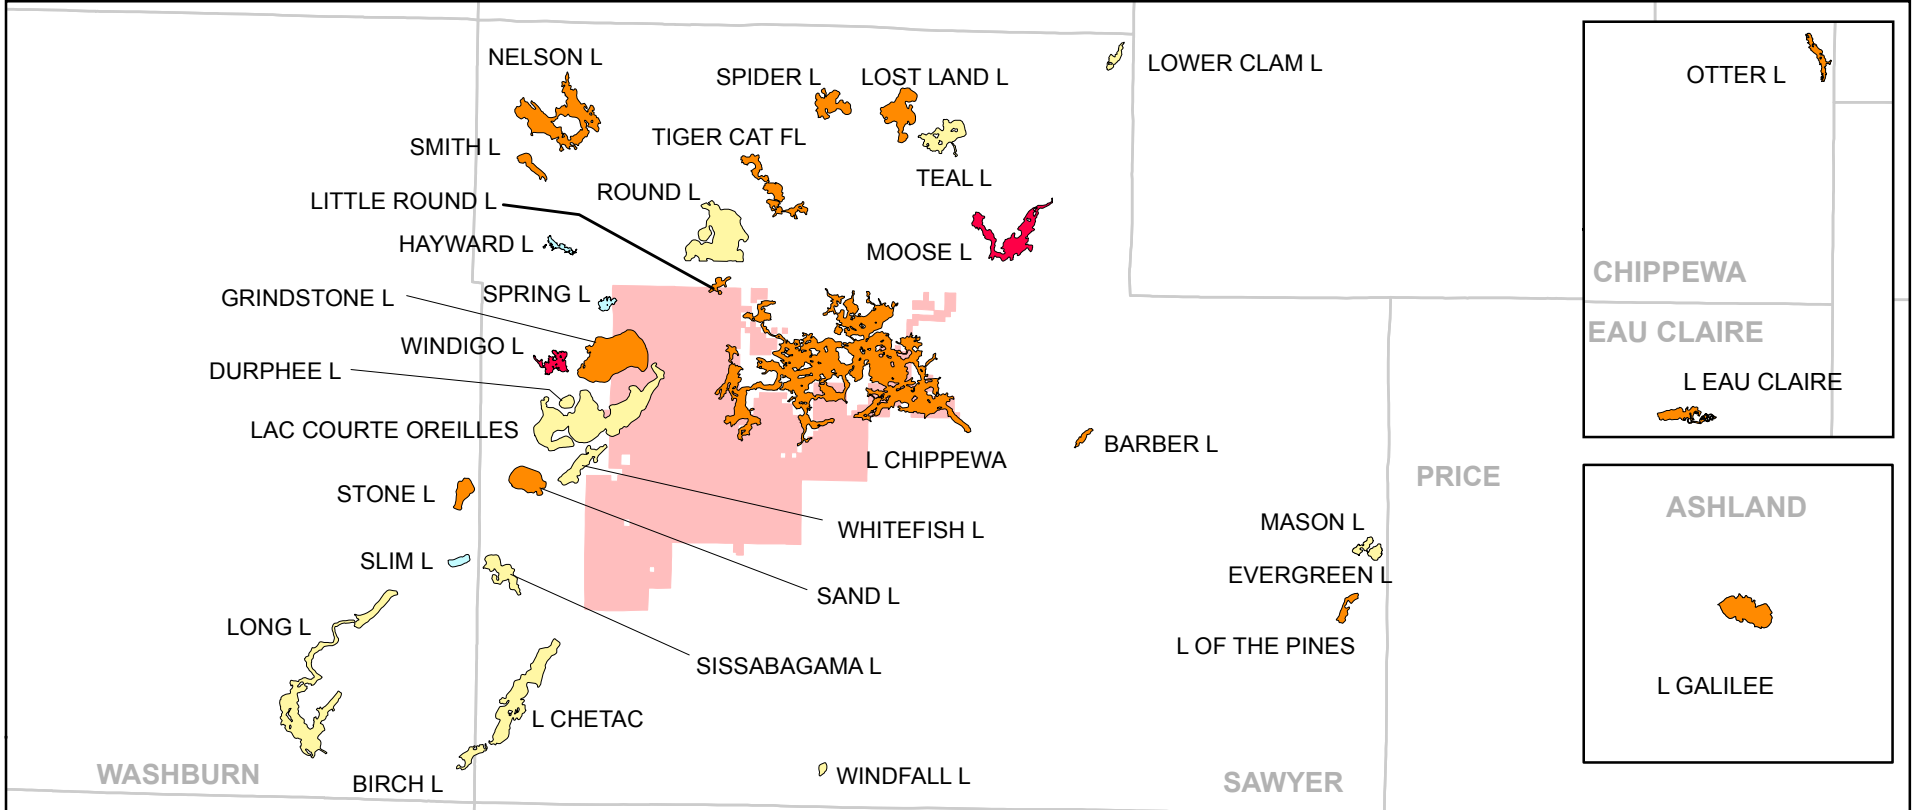 NELSON L
SPIDER L
LOST LAND L
LOWER CLAM L
OTTER L
SMITH L
TIGER CAT FL
TEAL L
LITTLE ROUND L
ROUND L
HAYWARD L
MOOSE L
CHIPPEWA
GRINDSTONE L
SPRING L
EAU CLAIRE
WINDIGO L
DURPHEE L
L EAU CLAIRE
LAC COURTE OREILLES
BARBER L
L CHIPPEWA
PRICE
STONE L
ASHLAND
WHITEFISH L
MASON L
SLIM L
EVERGREEN L
SAND L
LONG L
L OF THE PINES
SISSABAGAMA L
L GALILEE
L CHETAC
WASHBURN
BIRCH L
WINDFALL L
SAWYER